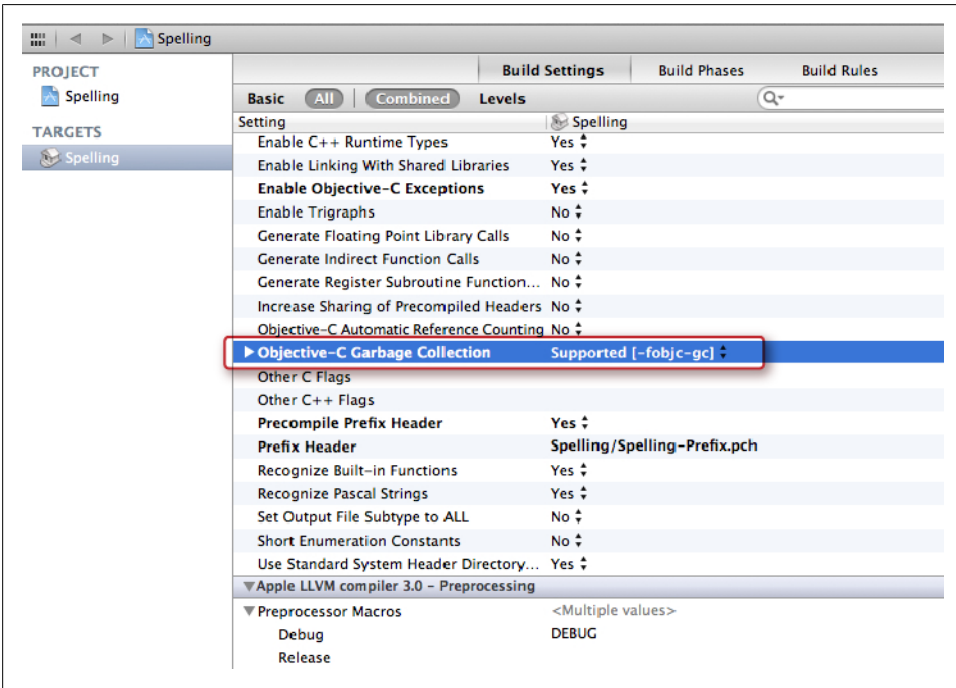 Spelling
PROJECT
Spelling
TARGETS
Spelling
Build Settings Build Phases Build Rules
Basic All Combined Levels
Setting Spelling
Enable C++ Runtime Types Yes
Enable Linking With Shared Libraries Yes
Enable Objective-C Exceptions Yes
Enable Trigraphs No
Generate Floating Point Library Calls No
Generate Indirect Function Calls No
Generate Register Subroutine Function... No
Increase Sharing of Precompiled Headers No
Objective-C Automatic Reference Counting No
Objective-C Garbage Collection Supported [-fobjc-gc]
Other C Flags
Other C++ Flags
Precompile Prefix Header Yes
Prefix Header Spelling/Spelling-Prefix.pch
Recognize Built-in Functions Yes
Recognize Pascal Strings Yes
Set Output File Subtype to ALL No
Short Enumeration Constants No
Use Standard System Header Directory... Yes
Apple LLVM compiler 3.0 - Preprocessing
Preprocessor Macros <Multiple values>
Debug DEBUG
Release